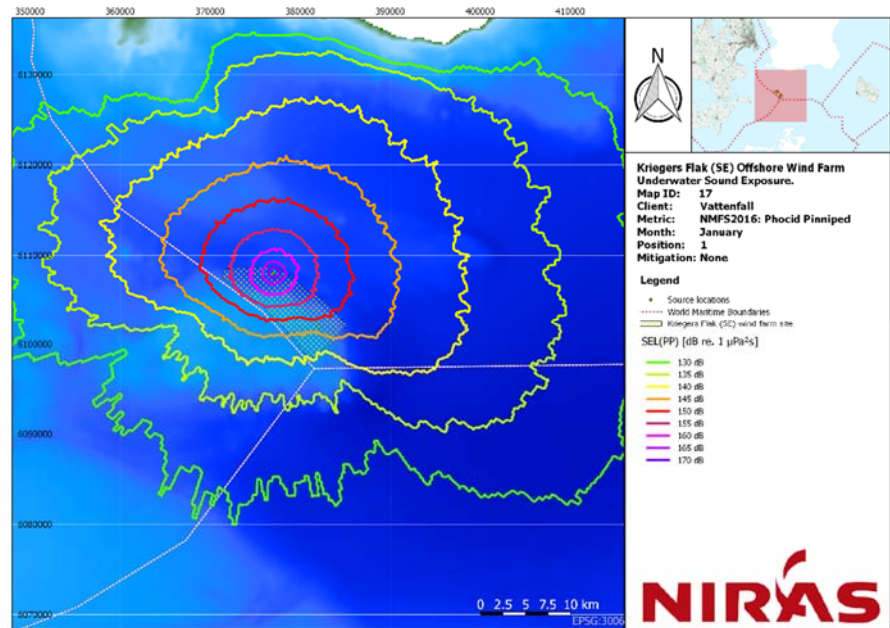 350000 360000 370000 380000 390000 400000 410000
6130000
6120000
6110000
6100000
6090000
6080000
6070000
0 2.5 5 7.5 10 km
EPSG:3006
N
Kriegers Flak (SE) Offshore Wind Farm
Underwater Sound Exposure.
Map ID: 17
Client: Vattenfall
Metric: NMFS2016: Phocid Pinniped
Month: January
Position: 1
Mitigation: None
Legend
Source locations
World Maritime Boundaries
Kriegers Flak (SE) wind farm site
SEL(PP) [dB re. 1 µPa²s]
130 dB
135 dB
140 dB
145 dB
150 dB
155 dB
160 dB
165 dB
170 dB
NIRAS